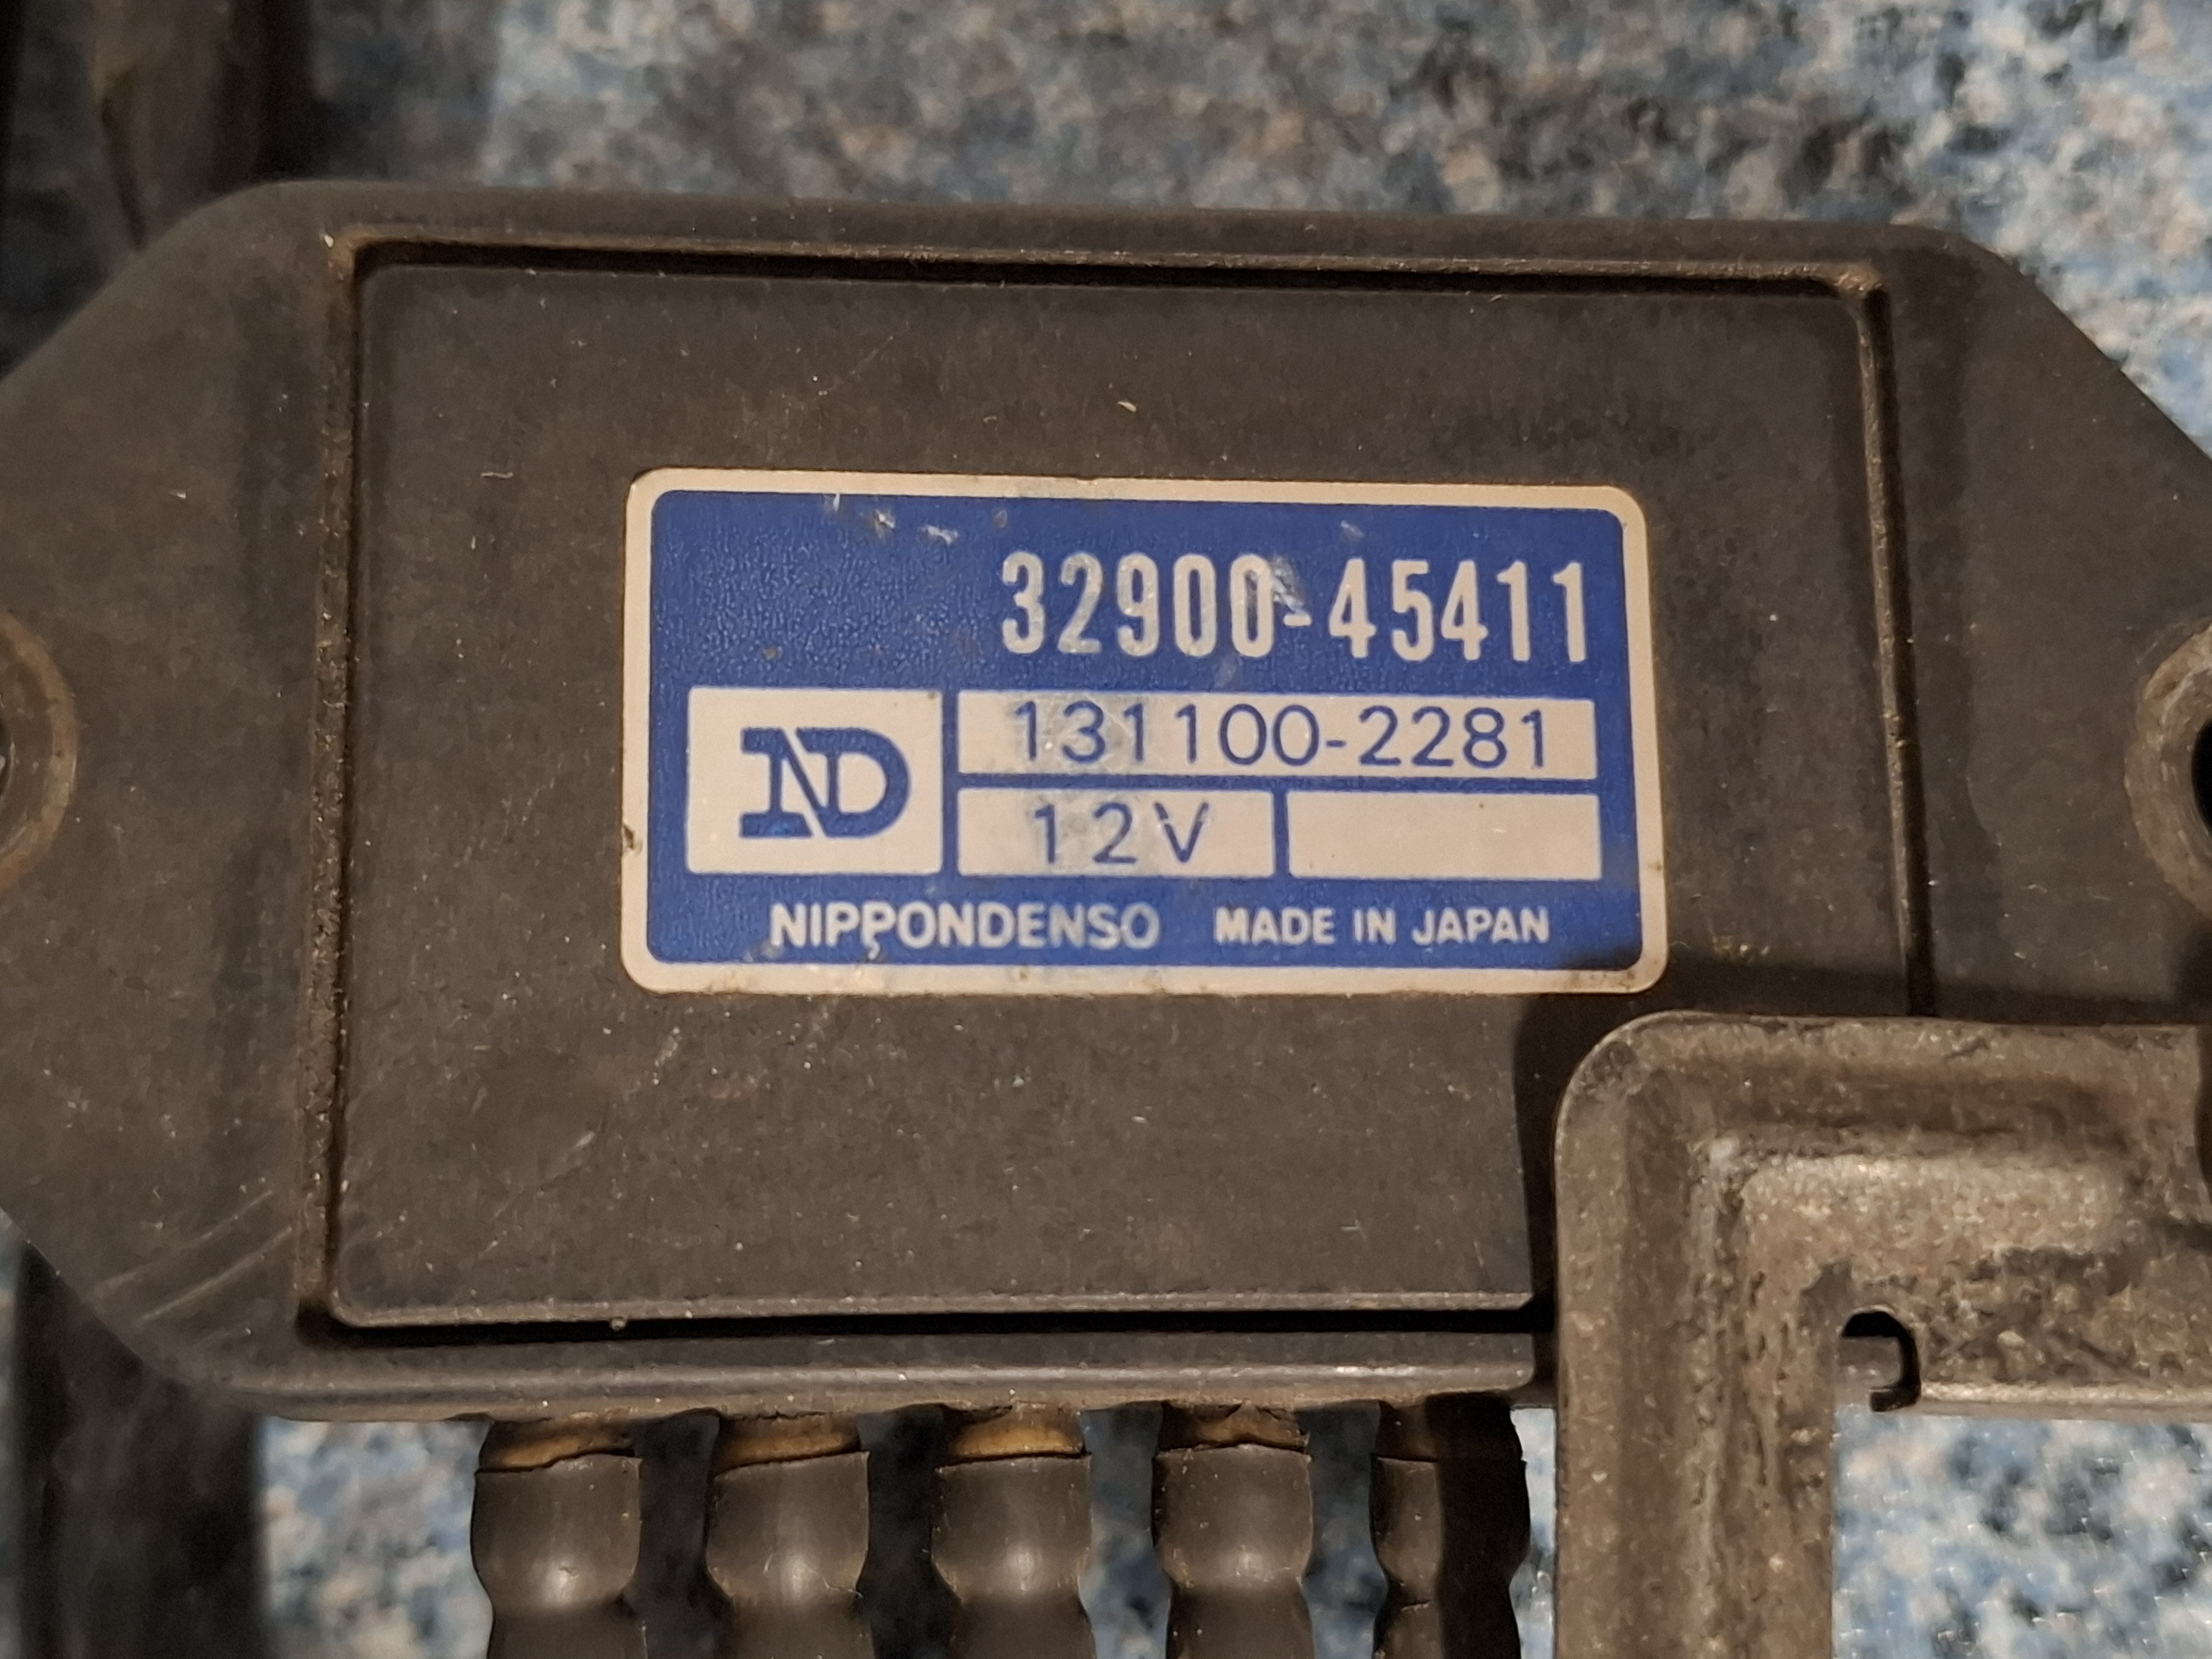 32900-45411
ND 131100-2281
12V
NIPPONDENSO MADE IN JAPAN